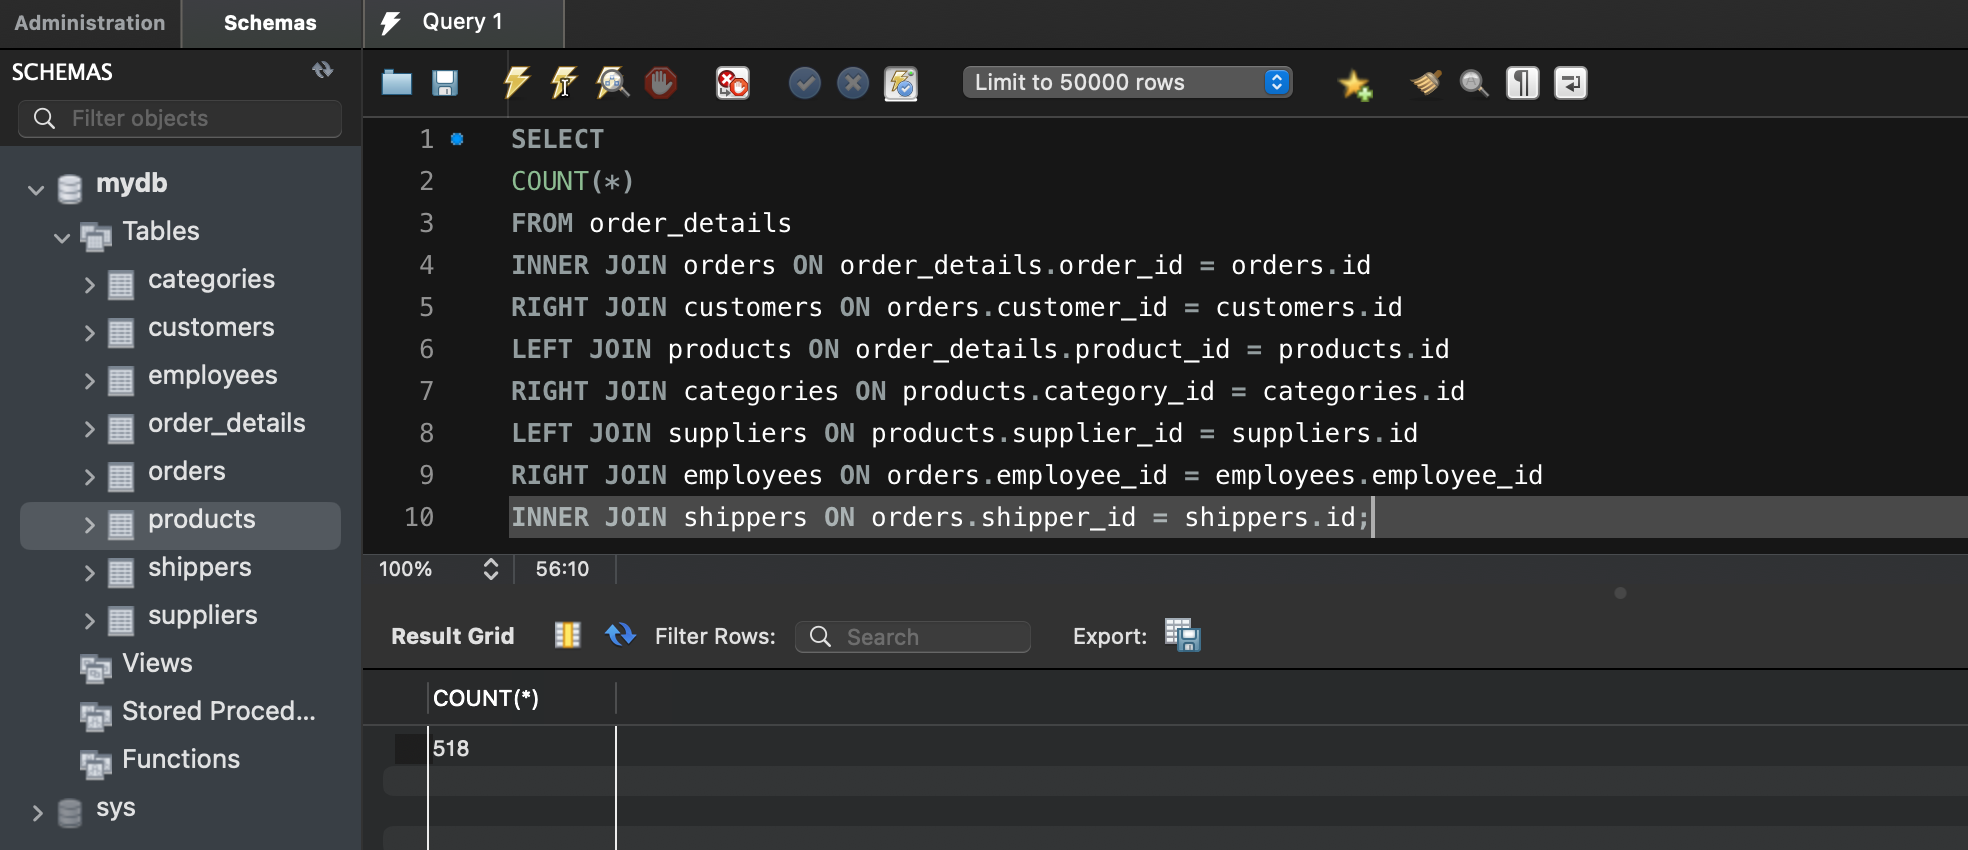 Administration
Schemas
Query 1
SCHEMAS
Filter objects
mydb
Tables
categories
customers
employees
order_details
orders
products
shippers
suppliers
Views
Stored Proced...
Functions
sys
Limit to 50000 rows
1 SELECT
2 COUNT(*)
3 FROM order_details
4 INNER JOIN orders ON order_details.order_id = orders.id
5 RIGHT JOIN customers ON orders.customer_id = customers.id
6 LEFT JOIN products ON order_details.product_id = products.id
7 RIGHT JOIN categories ON products.category_id = categories.id
8 LEFT JOIN suppliers ON products.supplier_id = suppliers.id
9 RIGHT JOIN employees ON orders.employee_id = employees.employee_id
10 INNER JOIN shippers ON orders.shipper_id = shippers.id;
100% 56:10
Result Grid Filter Rows: Search Export:
COUNT(*)
518